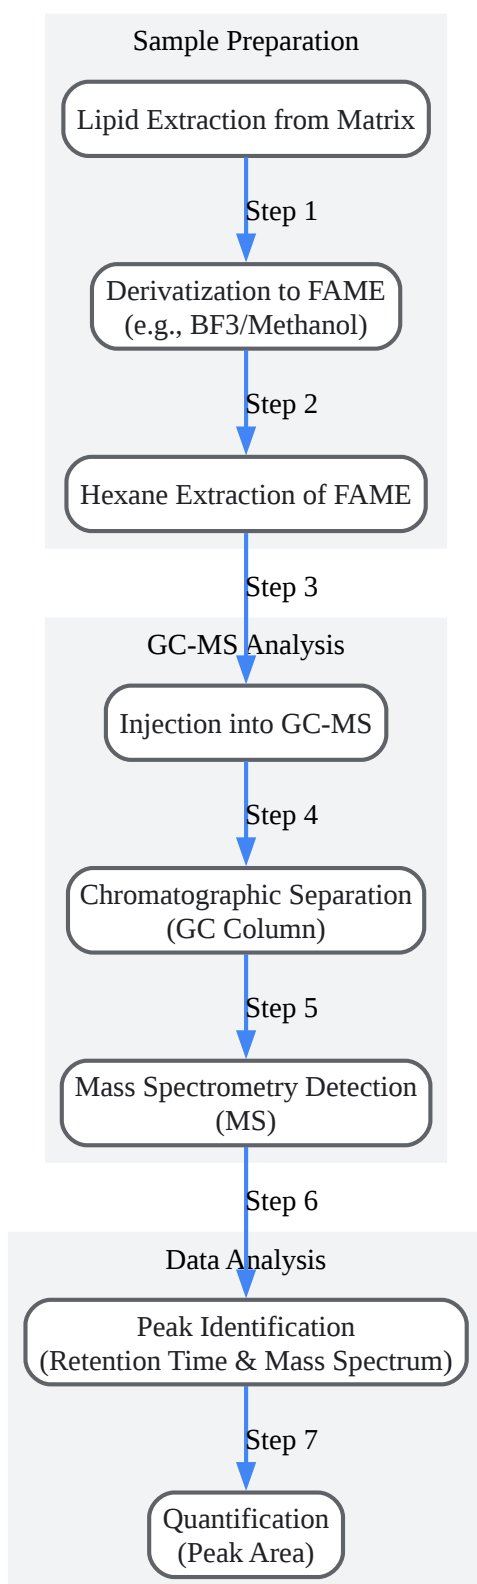 Sample Preparation
Lipid Extraction from Matrix
Step 1
Derivatization to FAME
(e.g., BF3/Methanol)
Step 2
Hexane Extraction of FAME
Step 3
GC-MS Analysis
Injection into GC-MS
Step 4
Chromatographic Separation
(GC Column)
Step 5
Mass Spectrometry Detection
(MS)
Step 6
Data Analysis
Peak Identification
(Retention Time & Mass Spectrum)
Step 7
Quantification
(Peak Area)